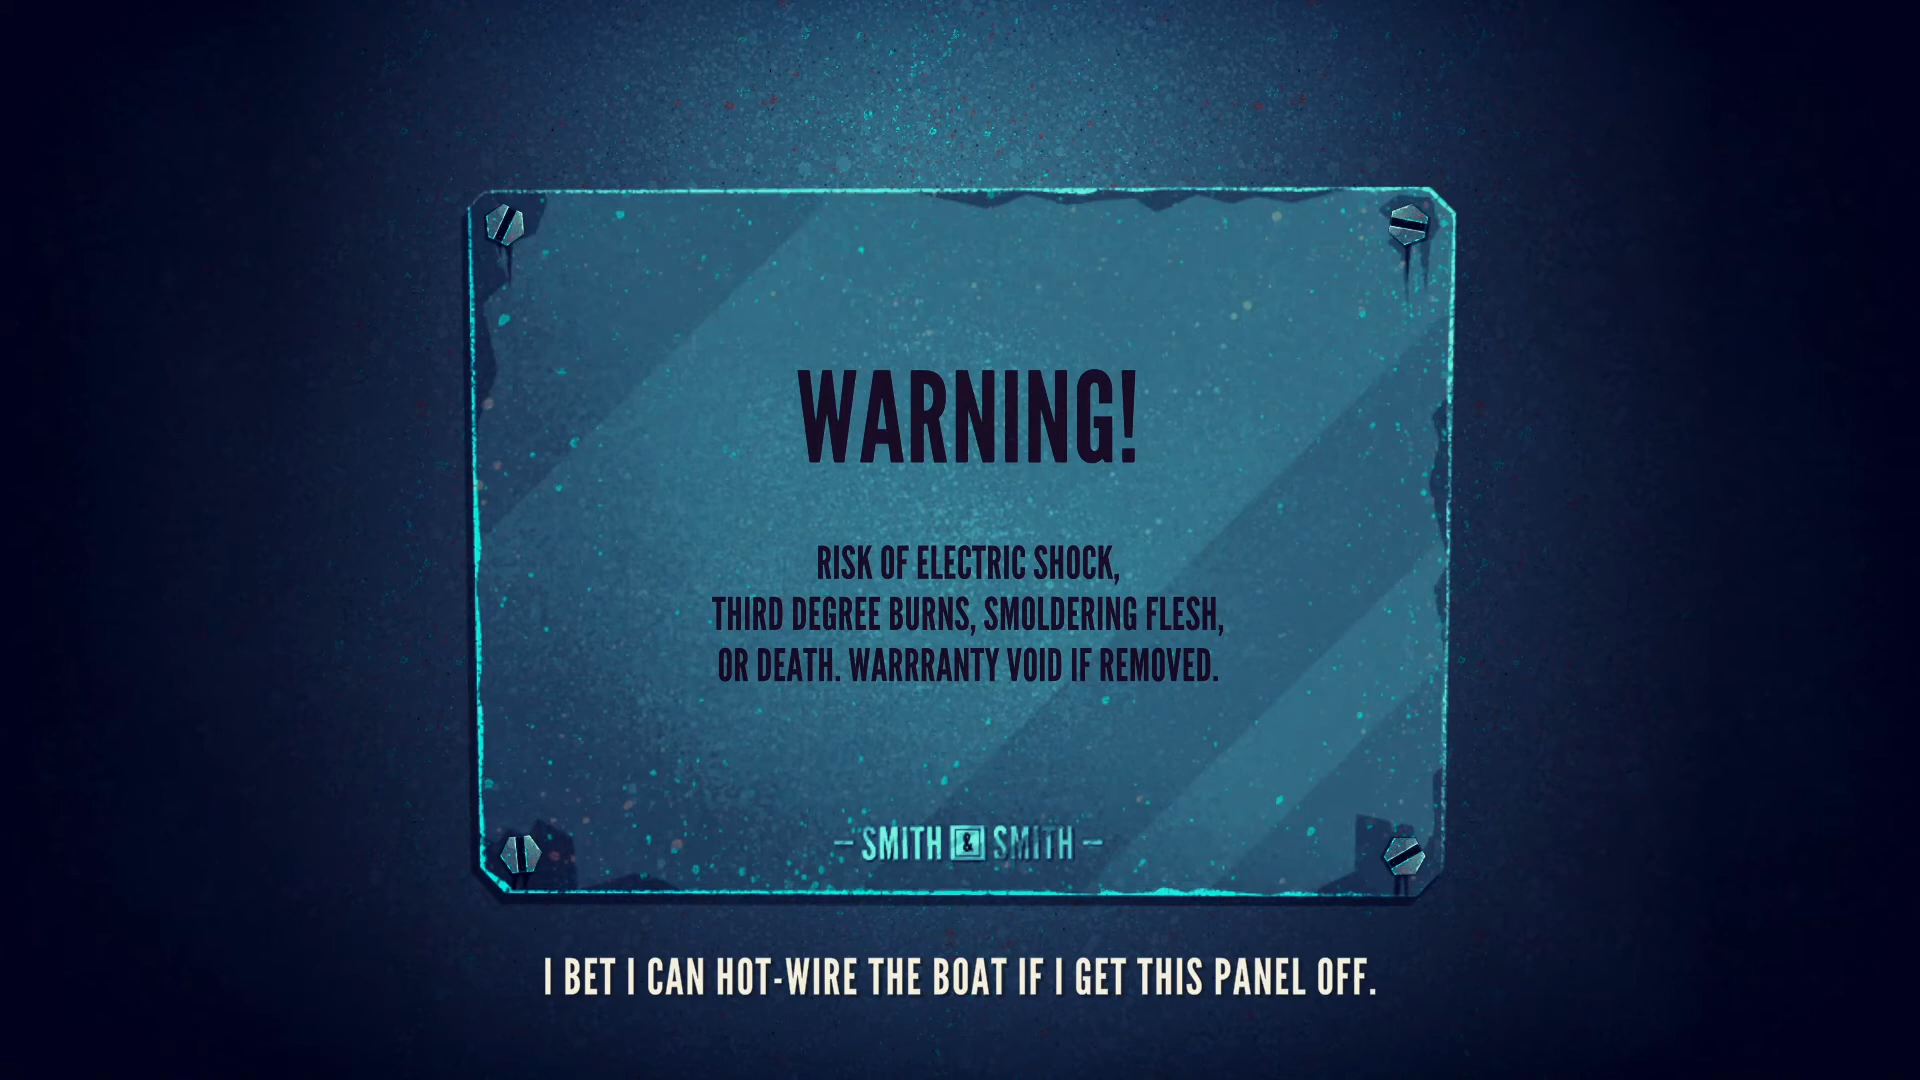 WARNING!
RISK OF ELECTRIC SHOCK,
THIRD DEGREE BURNS, SMOLDERING FLESH,
OR DEATH. WARRRANTY VOID IF REMOVED.
– SMITH & SMITH –
I BET I CAN HOT-WIRE THE BOAT IF I GET THIS PANEL OFF.